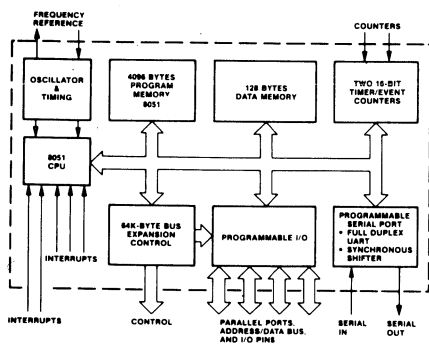 FREQUENCY
REFERENCE
COUNTERS
OSCILLATOR
&
TIMING
4096 BYTES
PROGRAM
MEMORY
8051
128 BYTES
DATA MEMORY
TWO 16-BIT
TIMER/EVENT
COUNTERS
8051
CPU
64K-BYTE BUS
EXPANSION
CONTROL
PROGRAMMABLE I/O
PROGRAMMABLE
SERIAL PORT
• FULL DUPLEX
UART
• SYNCHRONOUS
SHIFTER
INTERRUPTS
INTERRUPTS
CONTROL
PARALLEL PORTS,
ADDRESS/DATA BUS,
AND I/O PINS
SERIAL
IN
SERIAL
OUT